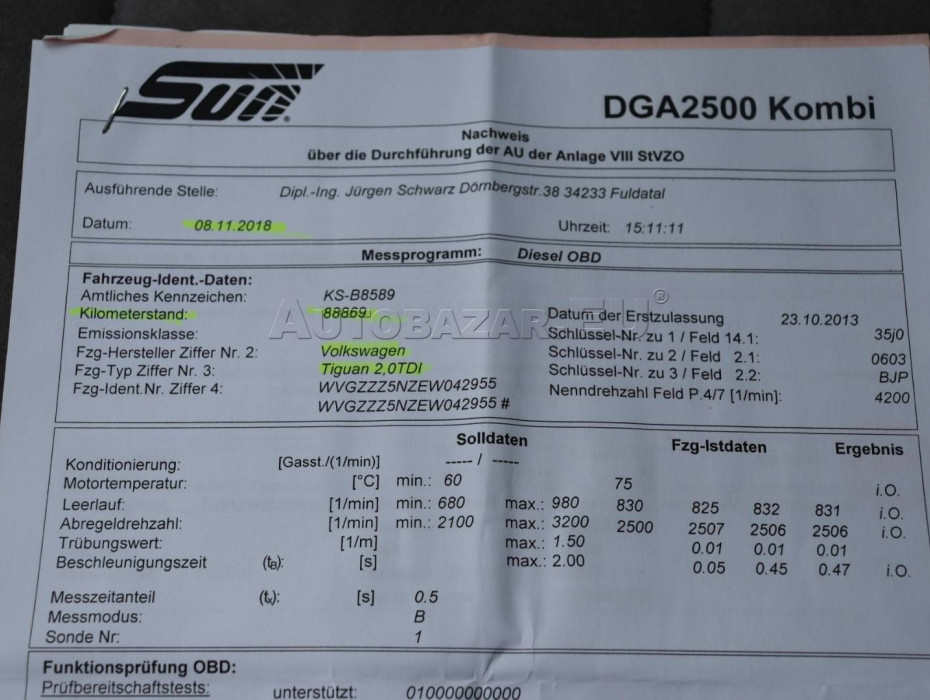 Sun®
DGA2500 Kombi
Nachweis
über die Durchführung der AU der Anlage VIII StVZO
Ausführende Stelle: Dipl.-Ing. Jürgen Schwarz Dörnbergstr.38 34233 Fuldatal
Datum: 08.11.2018 Uhrzeit: 15:11:11
Messprogramm: Diesel OBD
Fahrzeug-Ident.-Daten:
Amtliches Kennzeichen: KS-B8589
Kilometerstand: 88869 Datum der Erstzulassung 23.10.2013
AUTOBAZAR.EU®
Emissionsklasse: Schlüssel-Nr. zu 1 / Feld 14.1: 35j0
Fzg-Hersteller Ziffer Nr. 2: Volkswagen Schlüssel-Nr. zu 2 / Feld 2.1: 0603
Fzg-Typ Ziffer Nr. 3: Tiguan 2,0TDI Schlüssel-Nr. zu 3 / Feld 2.2: BJP
Fzg-Ident.Nr. Ziffer 4: WVGZZZ5NZEW042955 Nenndrehzahl Feld P.4/7 [1/min]: 4200
WVGZZZ5NZEW042955 #
Solldaten Fzg-Istdaten Ergebnis
Konditionierung: [Gasst./(1/min)] ----- / -----
Motortemperatur: [°C] min.: 60 75 i.O.
Leerlauf: [1/min] min.: 680 max.: 980 830 825 832 831 i.O.
Abregeldrehzahl: [1/min] min.: 2100 max.: 3200 2500 2507 2506 2506 i.O.
Trübungswert: [1/m] max.: 1.50 0.01 0.01 0.01
Beschleunigungszeit (tB): [s] max.: 2.00 0.05 0.45 0.47 i.O.
Messzeitanteil (tx): [s] 0.5
Messmodus: B
Sonde Nr: 1
Funktionsprüfung OBD:
Prüfbereitschaftstests: unterstützt: 010000000000